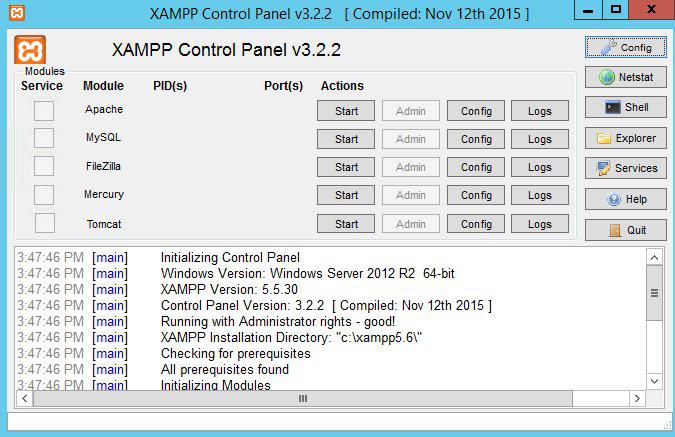 XAMPP Control Panel v3.2.2   [ Compiled: Nov 12th 2015 ]
XAMPP Control Panel v3.2.2
Config
Modules
Service Module PID(s) Port(s) Actions
Netstat
Apache Start Admin Config Logs
Shell
MySQL Start Admin Config Logs
Explorer
FileZilla Start Admin Config Logs
Services
Mercury Start Admin Config Logs
Help
Tomcat Start Admin Config Logs
Quit
3:47:46 PM [main] Initializing Control Panel
3:47:46 PM [main] Windows Version: Windows Server 2012 R2  64-bit
3:47:46 PM [main] XAMPP Version: 5.5.30
3:47:46 PM [main] Control Panel Version: 3.2.2  [ Compiled: Nov 12th 2015 ]
3:47:46 PM [main] Running with Administrator rights - good!
3:47:46 PM [main] XAMPP Installation Directory: "c:\xampp5.6\"
3:47:46 PM [main] Checking for prerequisites
3:47:46 PM [main] All prerequisites found
3:47:46 PM [main] Initializing Modules